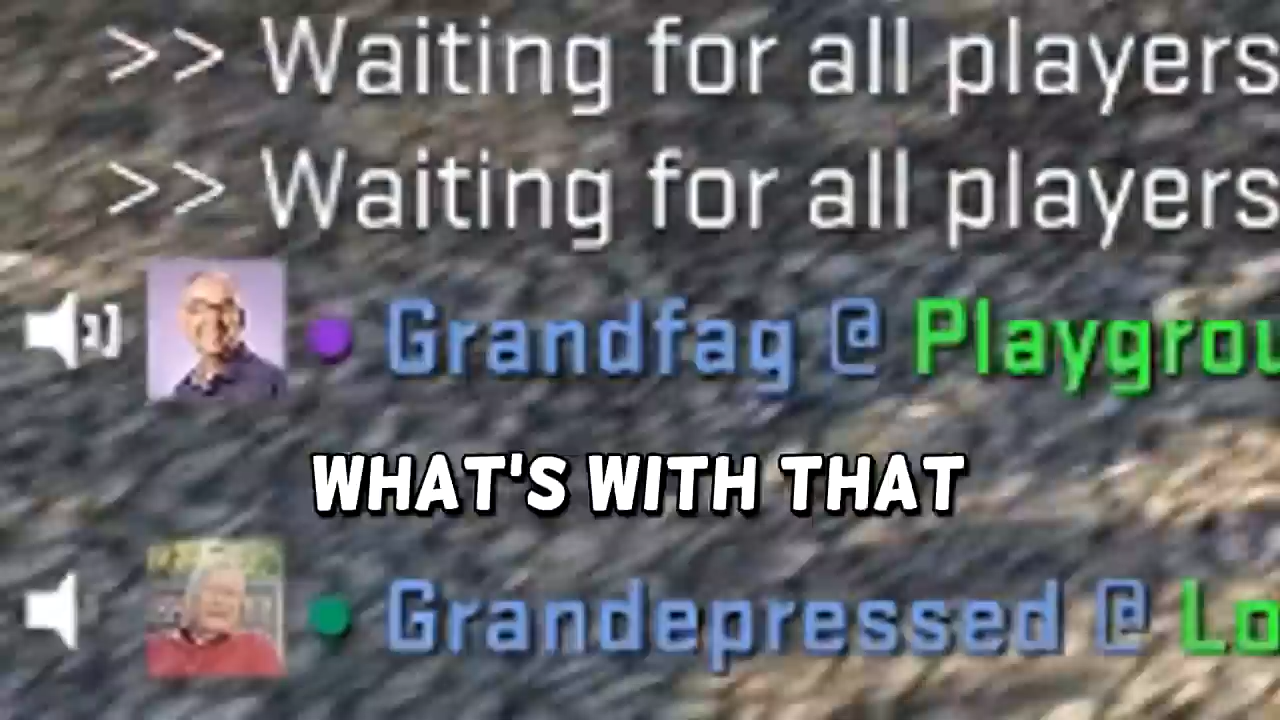 >> Waiting for all players
>> Waiting for all players
Grandfag @ Playgrou
WHAT'S WITH THAT
Grandepressed @ Lo